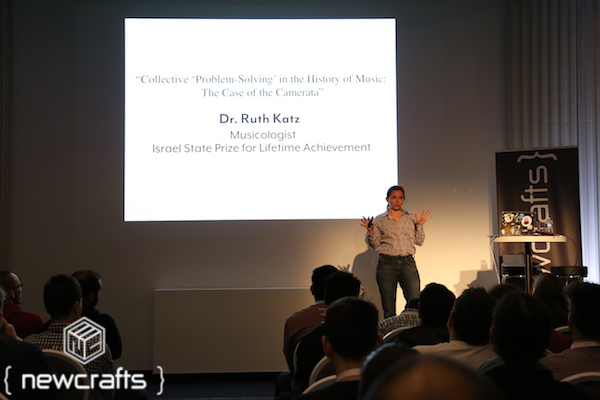 “Collective ‘Problem-Solving’ in the History of Music:
The Case of the Camerata”
Dr. Ruth Katz
Musicologist
Israel State Prize for Lifetime Achievement
newcrafts }
{ newcrafts }